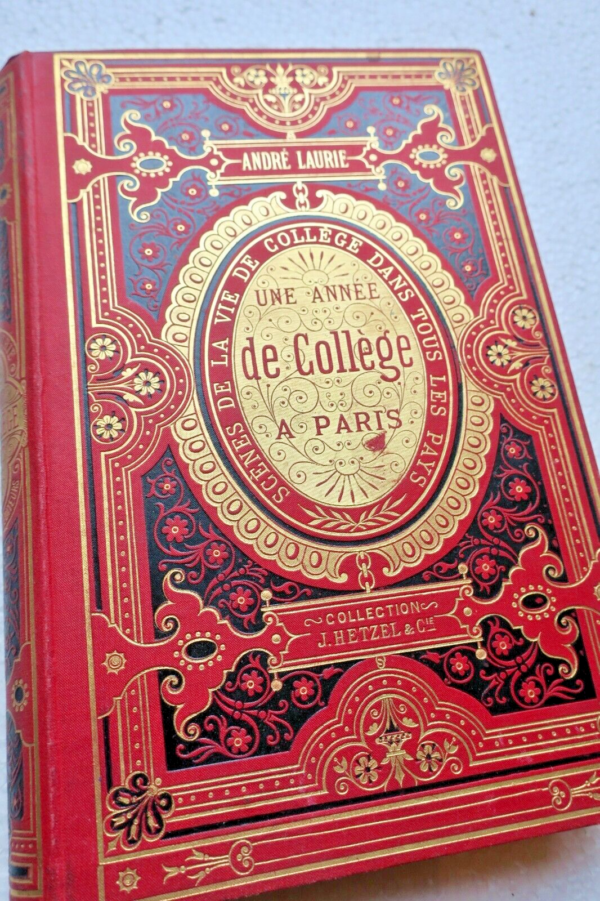 ANDRÉ LAURIE
SCÈNES DE LA VIE DE COLLÈGE DANS TOUS LES PAYS
UNE ANNÉE
de Collège
A PARIS
COLLECTION
J. HETZEL & CIE